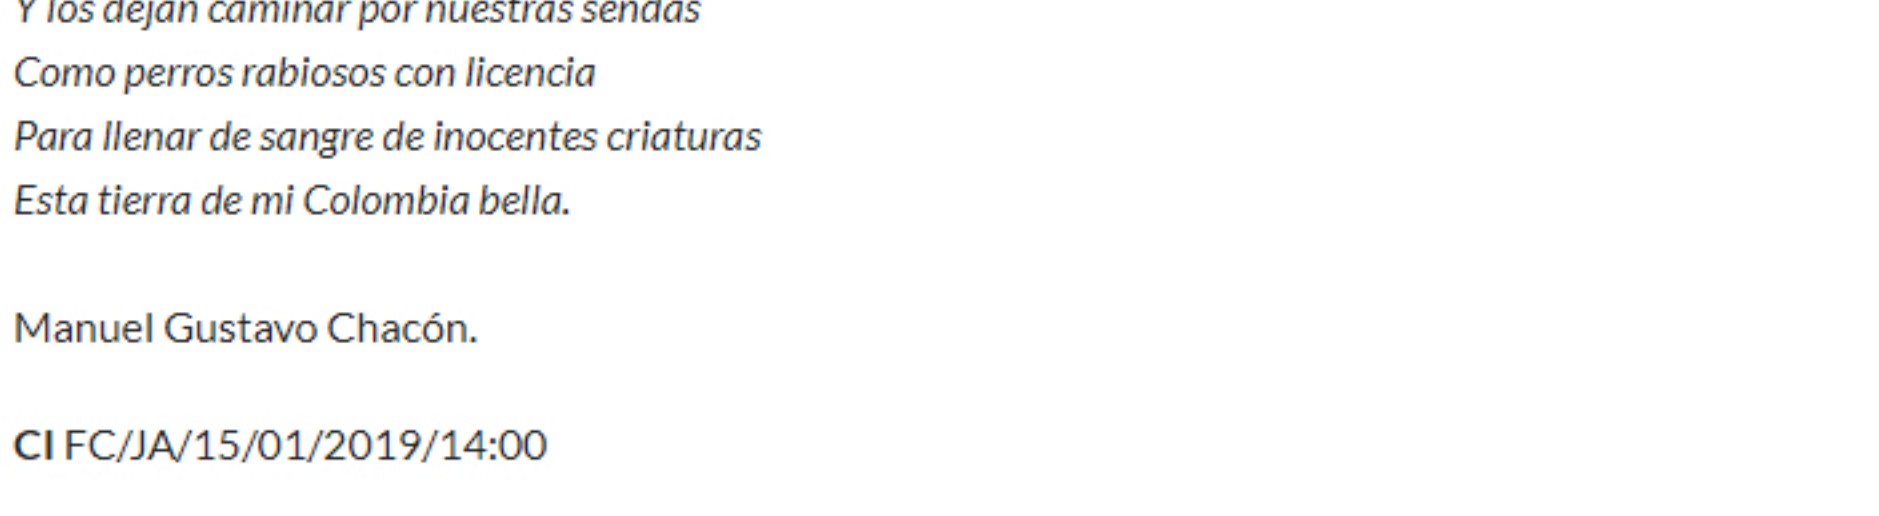 Y los dejan caminar por nuestras sendas
Como perros rabiosos con licencia
Para llenar de sangre de inocentes criaturas
Esta tierra de mi Colombia bella.
Manuel Gustavo Chacón.
CI FC/JA/15/01/2019/14:00